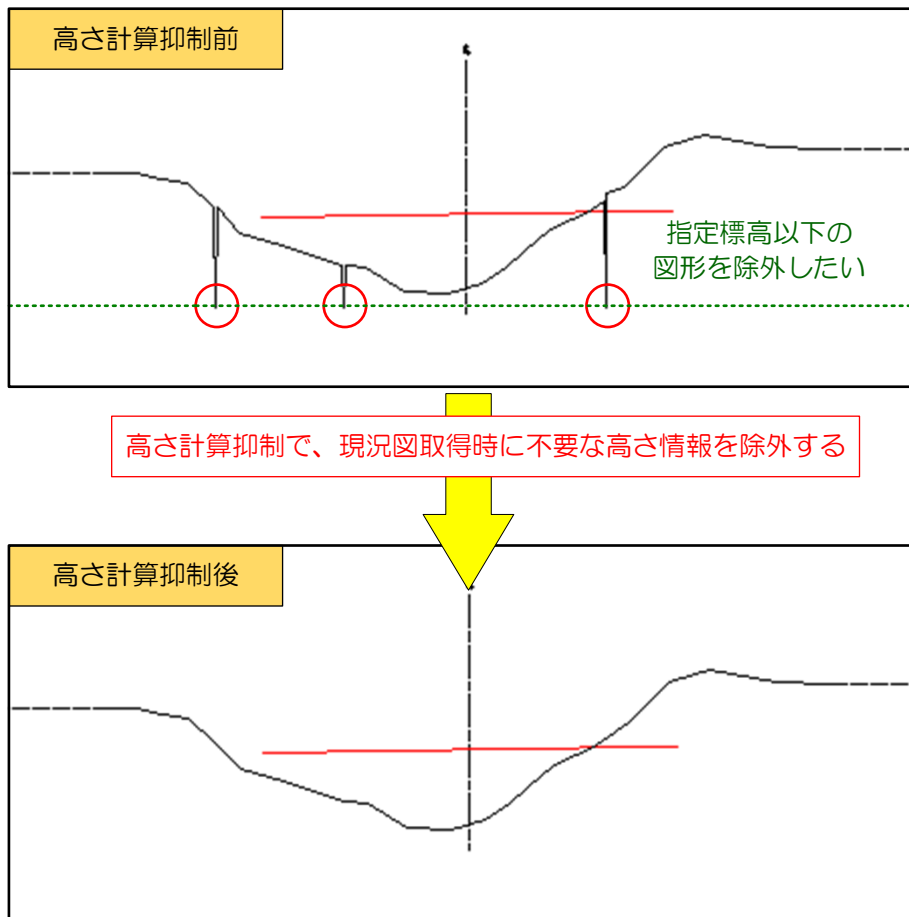 高さ計算抑制前
指定標高以下の
図形を除外したい
高さ計算抑制で、現況図取得時に不要な高さ情報を除外する
高さ計算抑制後